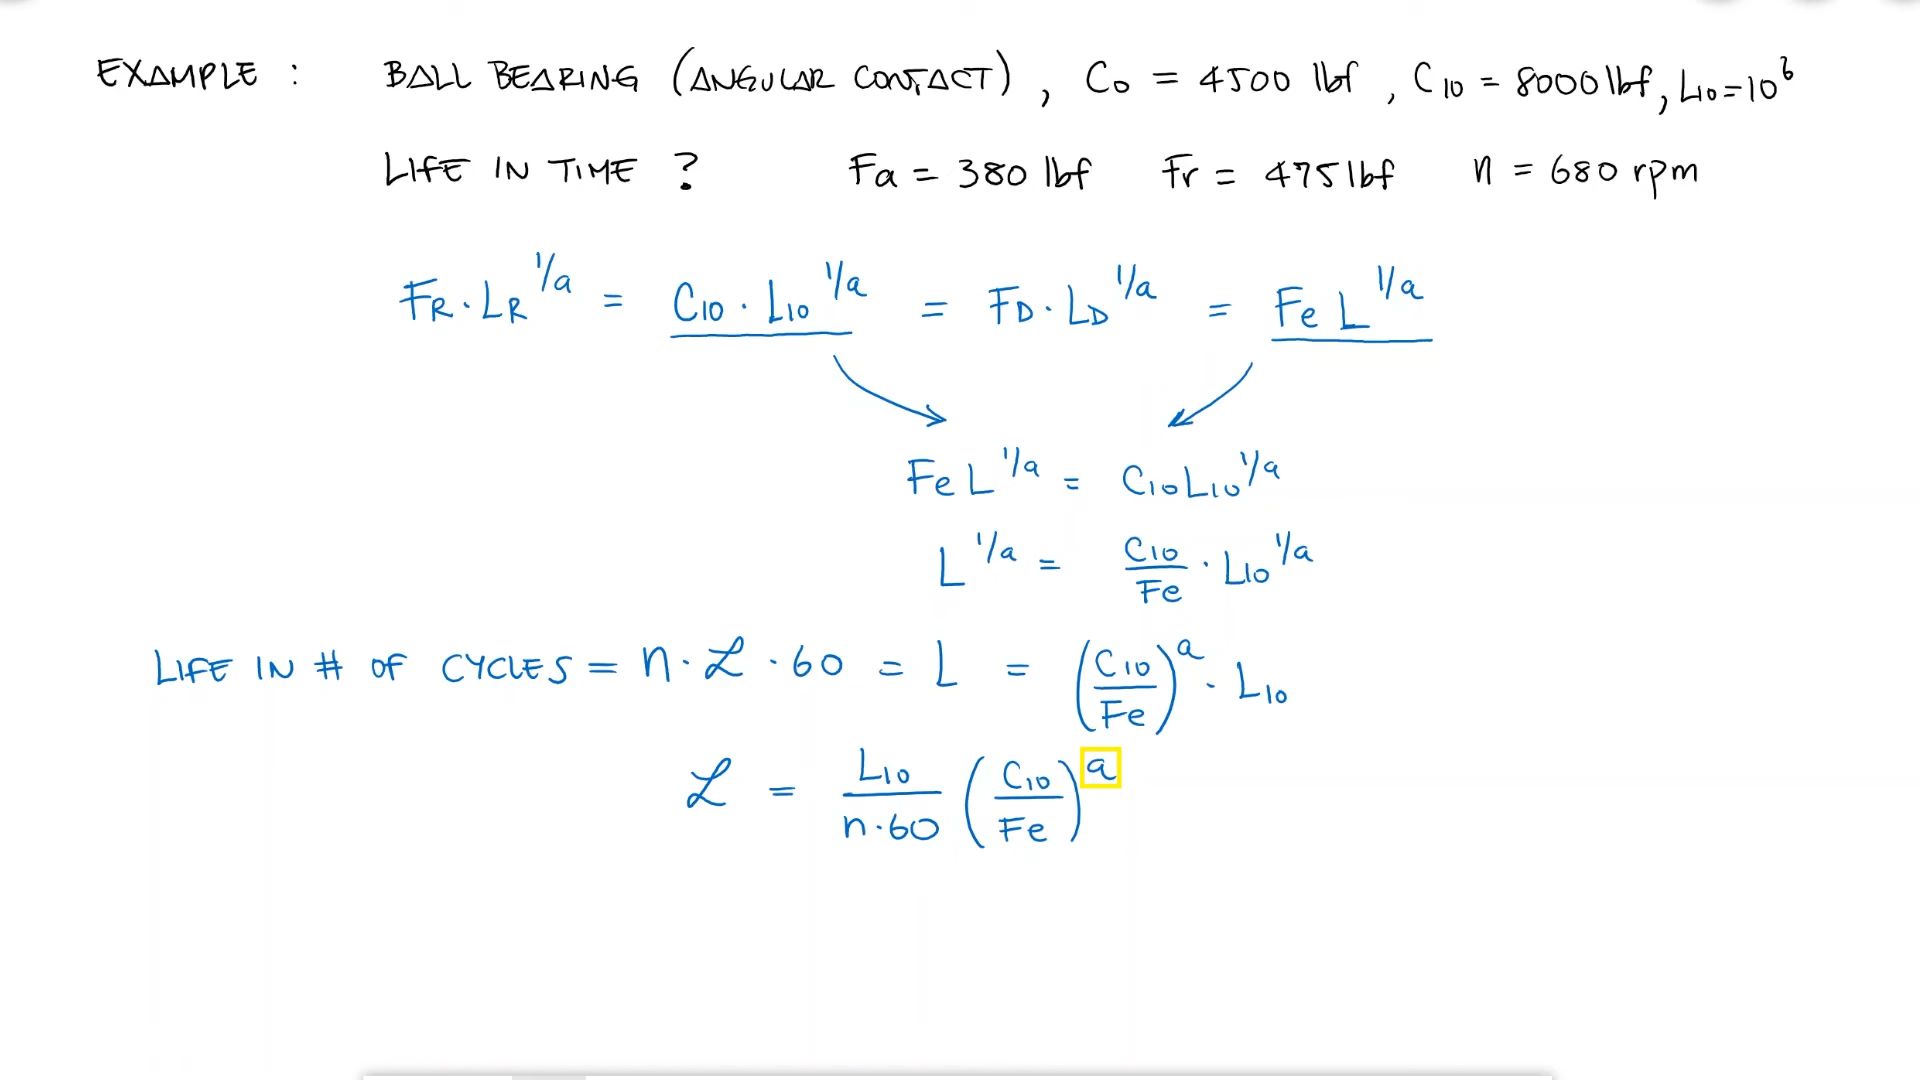 EXAMPLE : BALL BEARING (ANGULAR CONTACT), C0 = 4500 lbf, C10 = 8000 lbf, L10 = 10^6
LIFE IN TIME ? Fa = 380 lbf Fr = 475 lbf n = 680 rpm
FR · LR^1/a = C10 · L10^1/a = FD · LD^1/a = Fe L^1/a
Fe L^1/a = C10 L10^1/a
L^1/a = C10/Fe · L10^1/a
LIFE IN # OF CYCLES = n · ℒ · 60 = L = (C10/Fe)^a · L10
ℒ = L10/(n·60) (C10/Fe)^a